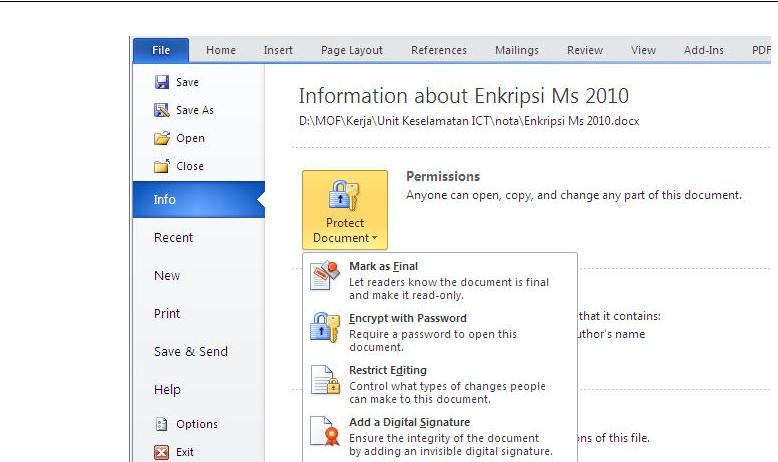 File Home Insert Page Layout References Mailings Review View Add-Ins PDF
Save
Save As
Open
Close
Info
Recent
New
Print
Save & Send
Help
Options
Exit
Information about Enkripsi Ms 2010
D:\MOF\Kerja\Unit Keselamatan ICT\nota\Enkripsi Ms 2010.docx
Protect
Document
Permissions
Anyone can open, copy, and change any part of this document.
Mark as Final
Let readers know the document is final
and make it read-only.
Encrypt with Password
Require a password to open this
document.
Restrict Editing
Control what types of changes people
can make to this document.
Add a Digital Signature
Ensure the integrity of the document
by adding an invisible digital signature.
that it contains:
uthor's name
ns of this file.